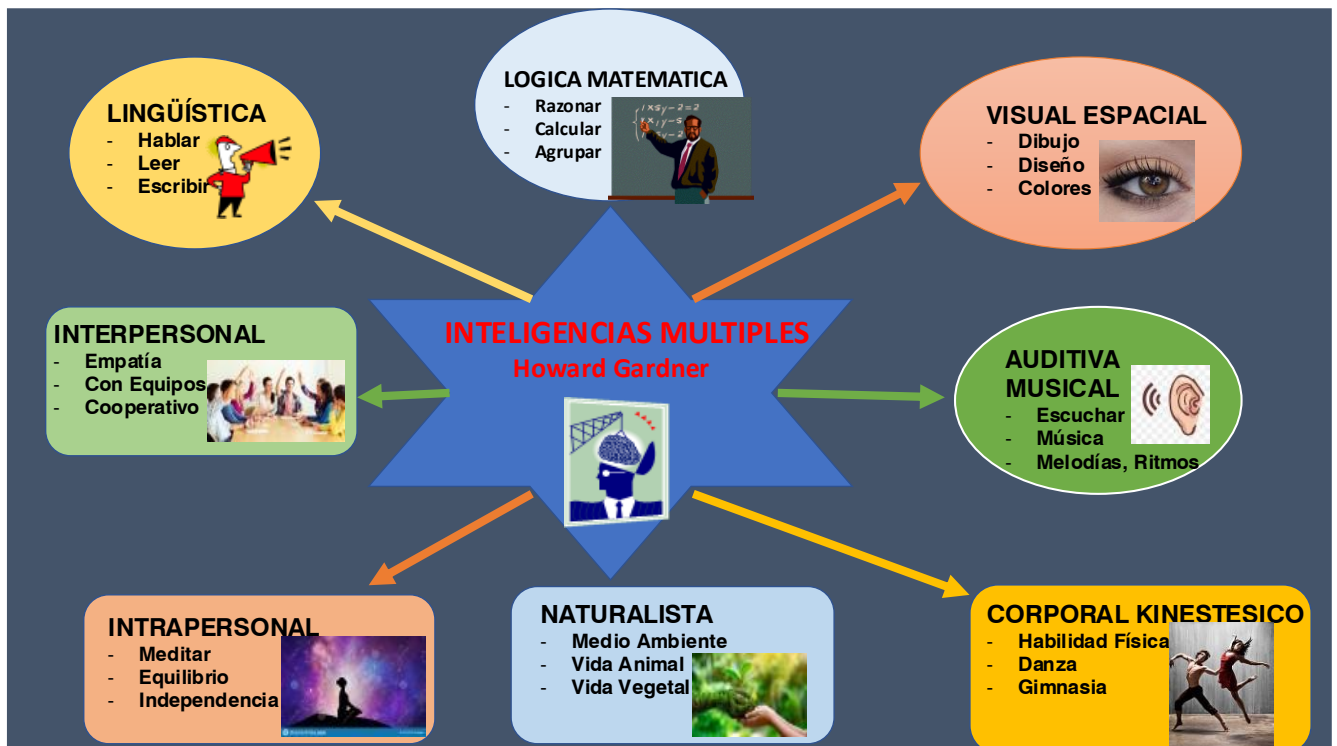 LOGICA MATEMATICA
- Razonar
- Calcular
- Agrupar
LINGÜÍSTICA
- Hablar
- Leer
- Escribir
VISUAL ESPACIAL
- Dibujo
- Diseño
- Colores
INTELIGENCIAS MULTIPLES
Howard Gardner
INTERPERSONAL
- Empatía
- Con Equipos
- Cooperativo
AUDITIVA
MUSICAL
- Escuchar
- Música
- Melodías, Ritmos
INTRAPERSONAL
- Meditar
- Equilibrio
- Independencia
NATURALISTA
- Medio Ambiente
- Vida Animal
- Vida Vegetal
CORPORAL KINESTESICO
- Habilidad Física
- Danza
- Gimnasia